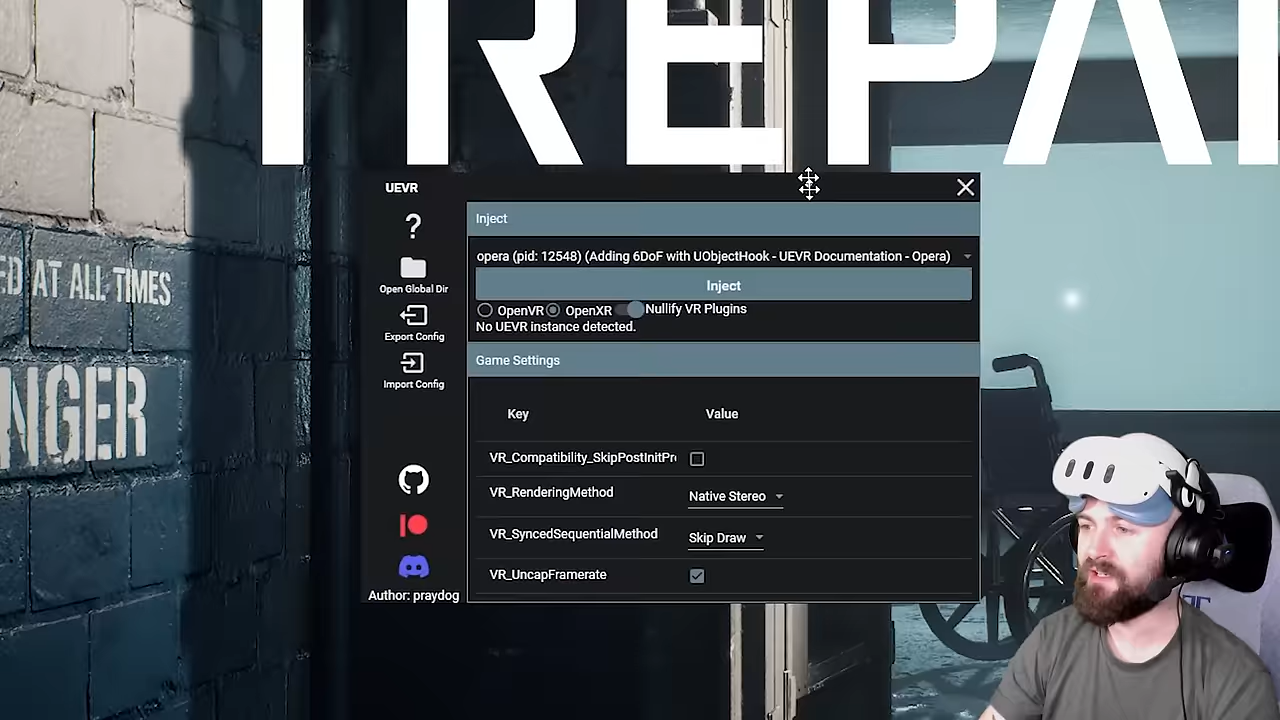 TREPA
UEVR
?
Inject
Open Global Dir
opera (pid: 12548) (Adding 6DoF with UObjectHook - UEVR Documentation - Opera)
Inject
OpenVR OpenXR Nullify VR Plugins
No UEVR instance detected.
Export Config
Game Settings
Import Config
Key Value
VR_Compatibility_SkipPostInitPr
VR_RenderingMethod Native Stereo
VR_SyncedSequentialMethod Skip Draw
VR_UncapFramerate
Author: praydog
ED AT ALL TIMES
NGER